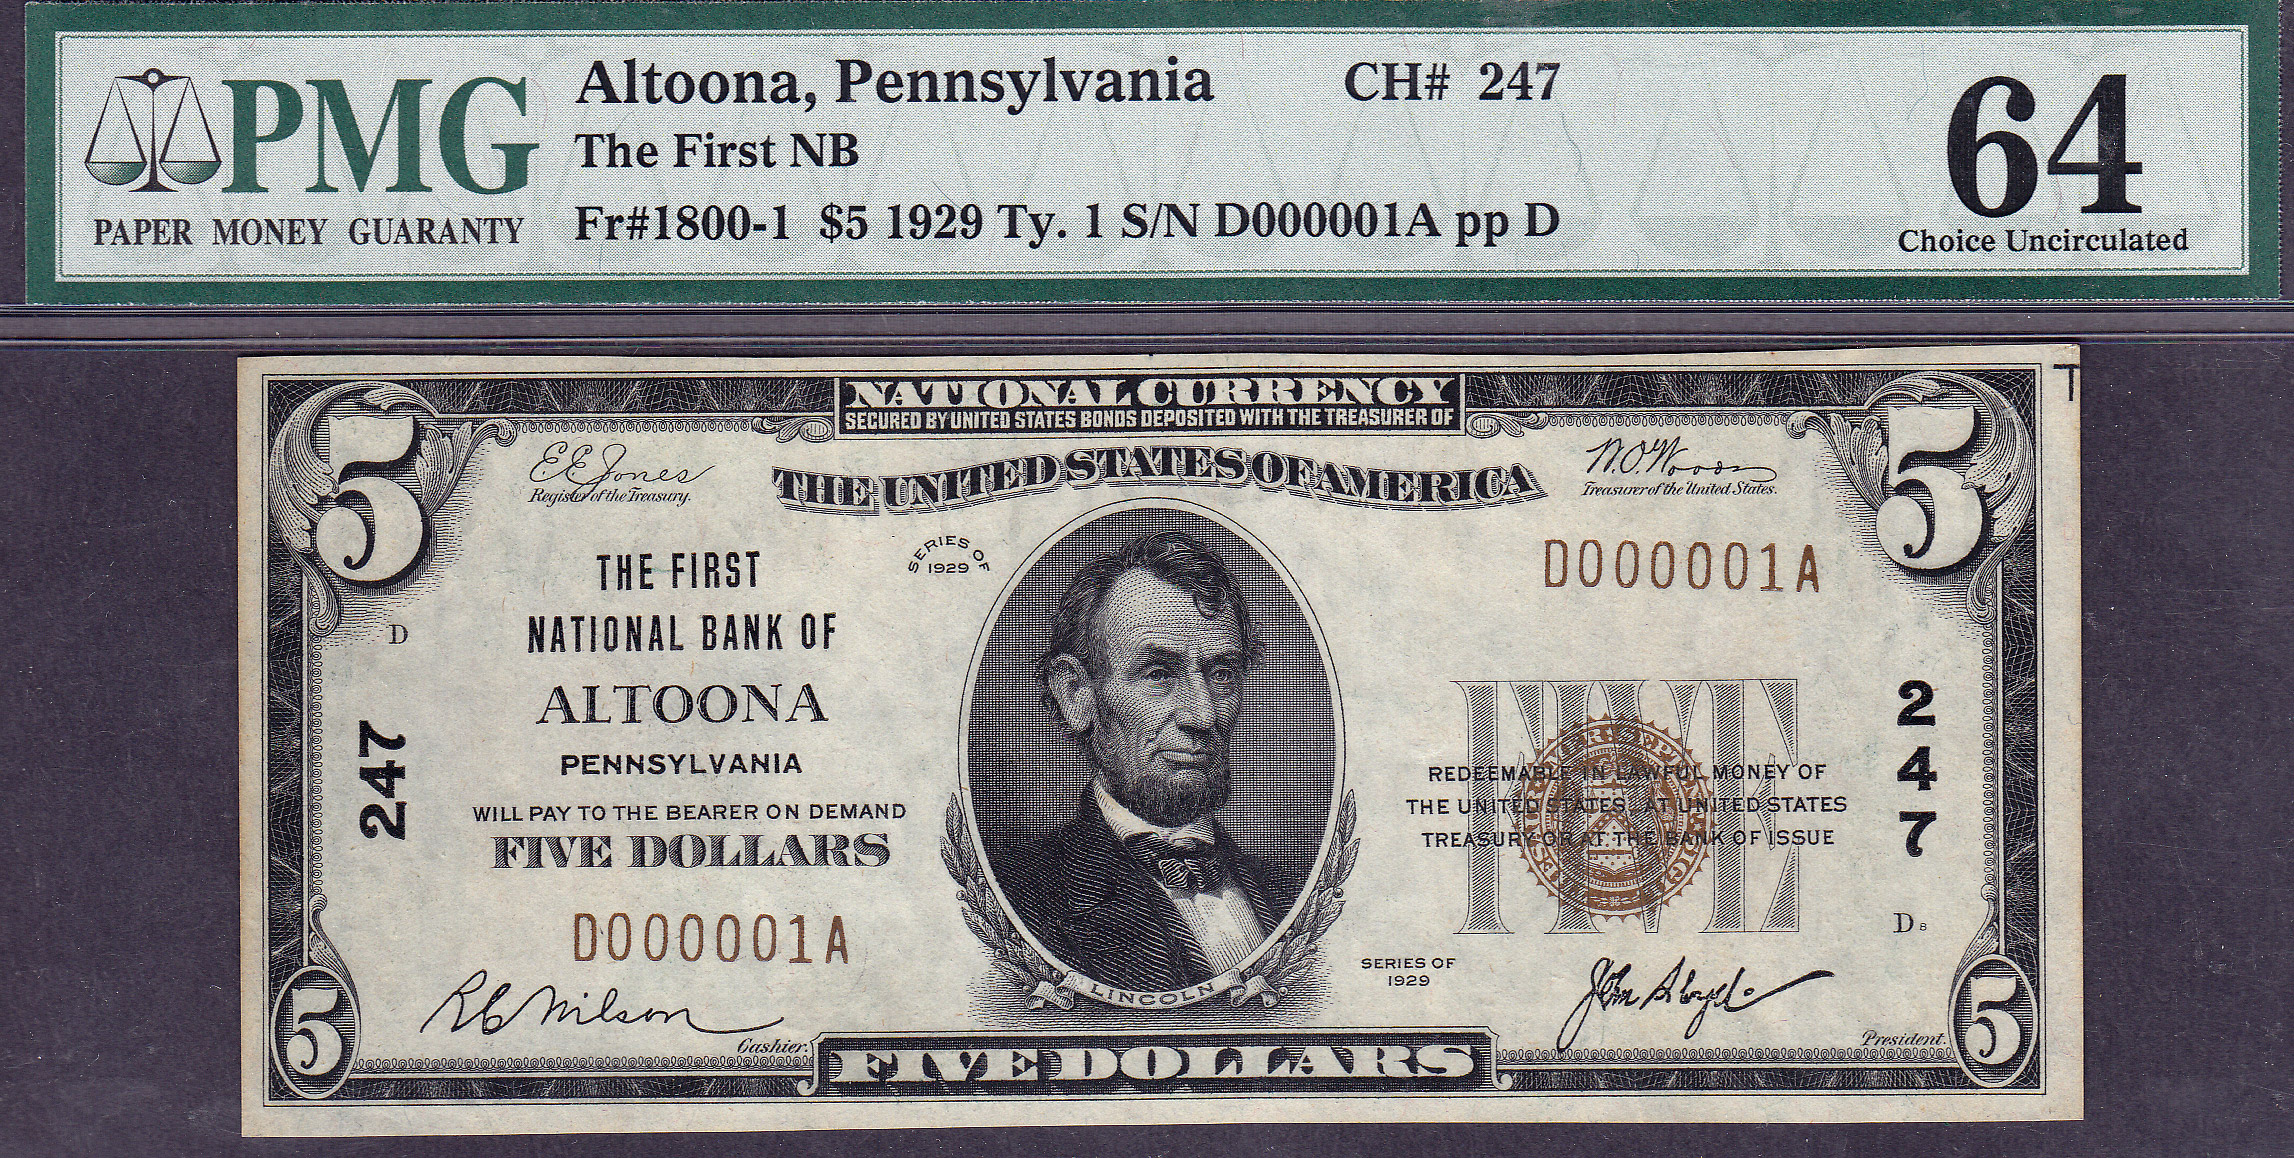 PMG
PAPER MONEY GUARANTY
Altoona, Pennsylvania CH# 247
The First NB
Fr#1800-1 $5 1929 Ty. 1 S/N D000001A pp D
64
Choice Uncirculated
NATIONAL CURRENCY
SECURED BY UNITED STATES BONDS DEPOSITED WITH THE TREASURER OF
THE UNITED STATES OF AMERICA
5
5
T
E.E. Jones
Register of the Treasury.
W.O. Woods
Treasurer of the United States.
SERIES OF
1929
D000001A
THE FIRST
NATIONAL BANK OF
ALTOONA
PENNSYLVANIA
WILL PAY TO THE BEARER ON DEMAND
FIVE DOLLARS
D
247
247
FIVE
REDEEMABLE IN LAWFUL MONEY OF
THE UNITED STATES AT UNITED STATES
TREASURY OR AT THE BANK OF ISSUE
D000001A
D 8
LINCOLN
SERIES OF
1929
Wilson
Cashier.
John
President.
5
FIVE DOLLARS
5